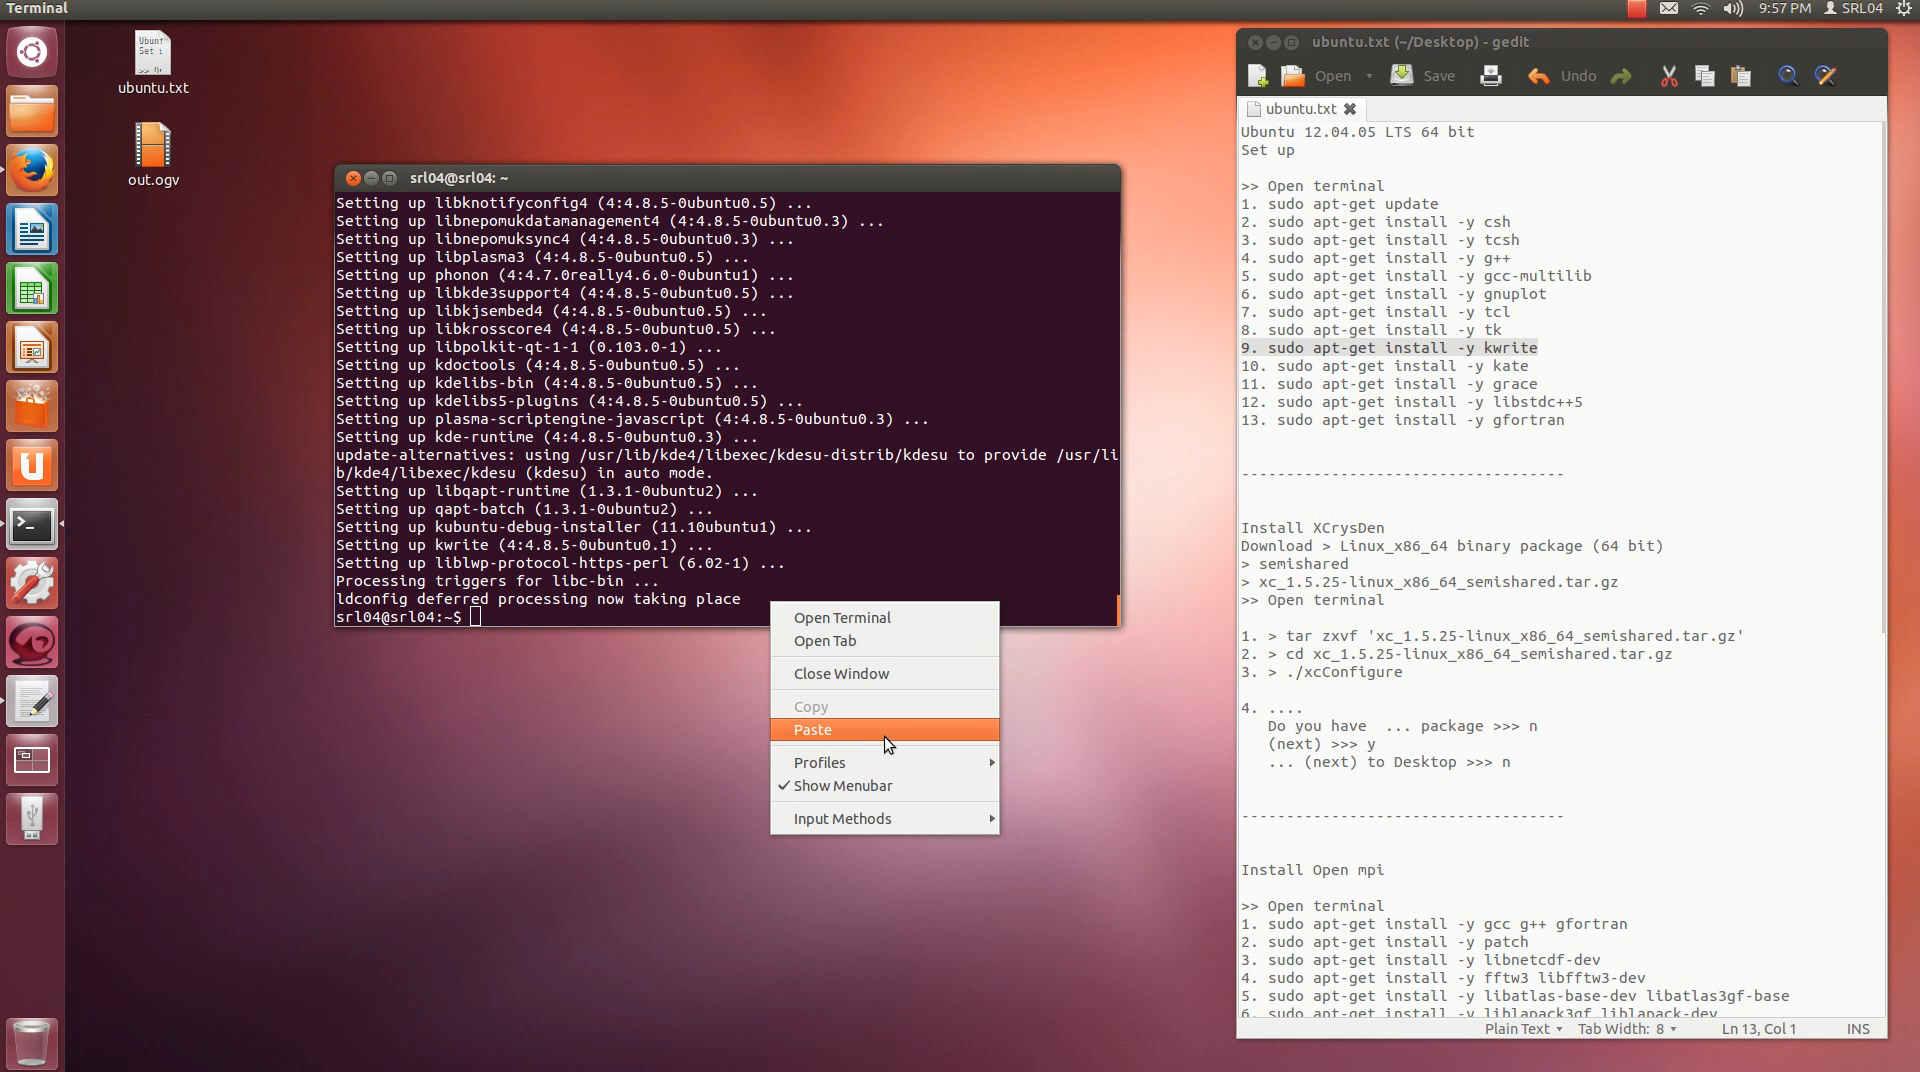 Terminal
9:57 PM
SRL04
ubuntu.txt
out.ogv
srl04@srl04: ~
Setting up libknotifyconfig4 (4:4.8.5-0ubuntu0.5) ...
Setting up libnepomukdatamanagement4 (4:4.8.5-0ubuntu0.3) ...
Setting up libnepomuksync4 (4:4.8.5-0ubuntu0.3) ...
Setting up libplasma3 (4:4.8.5-0ubuntu0.5) ...
Setting up phonon (4:4.7.0really4.6.0-0ubuntu1) ...
Setting up libkde3support4 (4:4.8.5-0ubuntu0.5) ...
Setting up libkjsembed4 (4:4.8.5-0ubuntu0.5) ...
Setting up libkrosscore4 (4:4.8.5-0ubuntu0.5) ...
Setting up libpolkit-qt-1-1 (0.103.0-1) ...
Setting up kdoctools (4:4.8.5-0ubuntu0.5) ...
Setting up kdelibs-bin (4:4.8.5-0ubuntu0.5) ...
Setting up kdelibs5-plugins (4:4.8.5-0ubuntu0.5) ...
Setting up plasma-scriptengine-javascript (4:4.8.5-0ubuntu0.3) ...
Setting up kde-runtime (4:4.8.5-0ubuntu0.3) ...
update-alternatives: using /usr/lib/kde4/libexec/kdesu-distrib/kdesu to provide /usr/li
b/kde4/libexec/kdesu (kdesu) in auto mode.
Setting up libqapt-runtime (1.3.1-0ubuntu2) ...
Setting up qapt-batch (1.3.1-0ubuntu2) ...
Setting up kubuntu-debug-installer (11.10ubuntu1) ...
Setting up kwrite (4:4.8.5-0ubuntu0.1) ...
Setting up liblwp-protocol-https-perl (6.02-1) ...
Processing triggers for libc-bin ...
ldconfig deferred processing now taking place
srl04@srl04:~$
Open Terminal
Open Tab
Close Window
Copy
Paste
Profiles
Show Menubar
Input Methods
ubuntu.txt (~/Desktop) - gedit
Open
Save
Undo
ubuntu.txt
Ubuntu 12.04.05 LTS 64 bit
Set up
>> Open terminal
1. sudo apt-get update
2. sudo apt-get install -y csh
3. sudo apt-get install -y tcsh
4. sudo apt-get install -y g++
5. sudo apt-get install -y gcc-multilib
6. sudo apt-get install -y gnuplot
7. sudo apt-get install -y tcl
8. sudo apt-get install -y tk
9. sudo apt-get install -y kwrite
10. sudo apt-get install -y kate
11. sudo apt-get install -y grace
12. sudo apt-get install -y libstdc++5
13. sudo apt-get install -y gfortran
------------------------------------
Install XCrysDen
Download > Linux_x86_64 binary package (64 bit)
> semishared
> xc_1.5.25-linux_x86_64_semishared.tar.gz
>> Open terminal
1. > tar zxvf 'xc_1.5.25-linux_x86_64_semishared.tar.gz'
2. > cd xc_1.5.25-linux_x86_64_semishared.tar.gz
3. > ./xcConfigure
4. ....
Do you have ... package >>> n
(next) >>> y
... (next) to Desktop >>> n
------------------------------------
Install Open mpi
>> Open terminal
1. sudo apt-get install -y gcc g++ gfortran
2. sudo apt-get install -y patch
3. sudo apt-get install -y libnetcdf-dev
4. sudo apt-get install -y fftw3 libfftw3-dev
5. sudo apt-get install -y libatlas-base-dev libatlas3gf-base
6. sudo apt-get install -y liblapack3gf liblapack-dev
Plain Text
Tab Width: 8
Ln 13, Col 1
INS